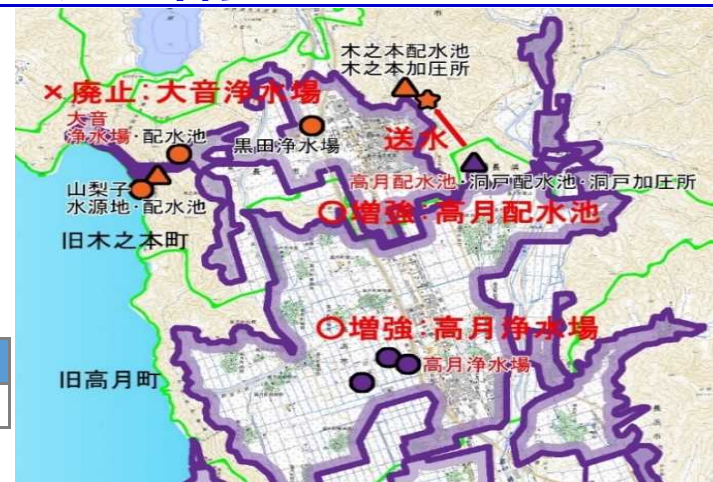 木之本配水池
木之本加圧所
×廃止:大音浄水場
大音
浄水場・配水池
黒田浄水場
送水
山梨子
水源地・配水池
高月配水池・洞戸配水池・洞戸加圧所
○増強:高月配水池
旧木之本町
○増強:高月浄水場
高月浄水場
旧高月町